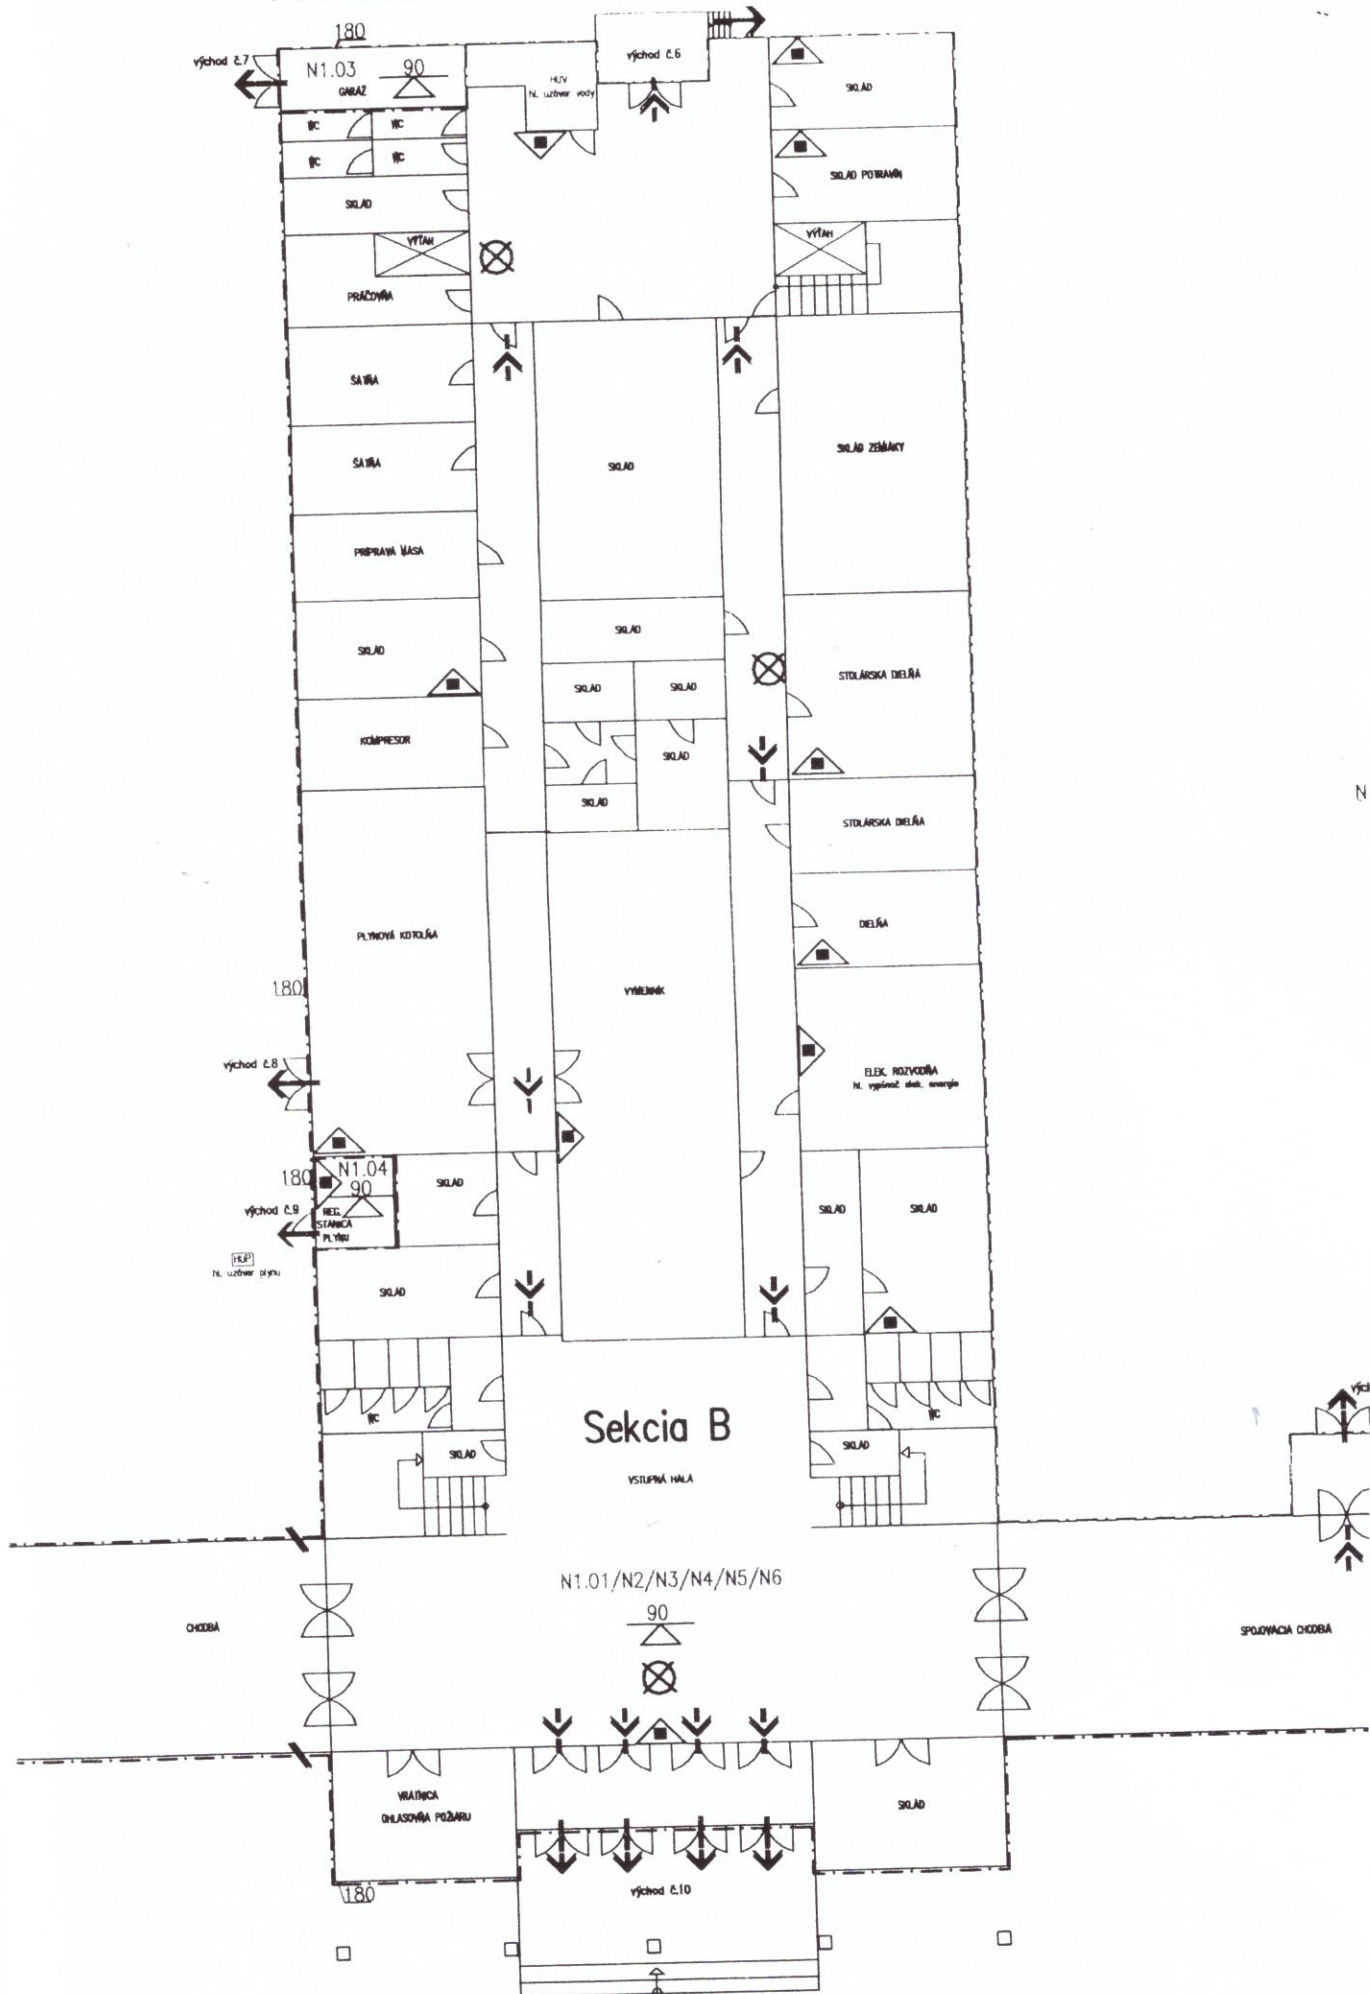 180
východ č.6
východ č.7
N1.03
90
GARÁŽ
HUV
hl. uzáver vody
SKLAD
WC
WC
WC
WC
SKLAD POTRAVÍN
SKLAD
VÝŤAH
VÝŤAH
PRÁČOVŇA
ŠATŇA
SKLAD ZEMIAKY
ŠATŇA
SKLAD
PRÍPRAVA MÄSA
SKLAD
SKLAD
STOLÁRSKA DIELŇA
SKLAD
SKLAD
KOMPRESOR
SKLAD
N
SKLAD
STOLÁRSKA DIELŇA
DIELŇA
PLYNOVÁ KOTOLŇA
180
VÝMENNÍK
východ č.8
ELEK. ROZVODŇA
hl. vypínač elek. energie
180
N1.04
90
SKLAD
východ č.9
REG.
STANICA
PLYNU
SKLAD
SKLAD
HUP
hl. uzáver plynu
SKLAD
WC
Sekcia B
WC
SKLAD
SKLAD
VSTUPNÁ HALA
N1.01/N2/N3/N4/N5/N6
90
CHODBA
SPOJOVACIA CHODBA
VRÁTNICA
OHLASOVŇA POŽIARU
SKLAD
180
východ č.10